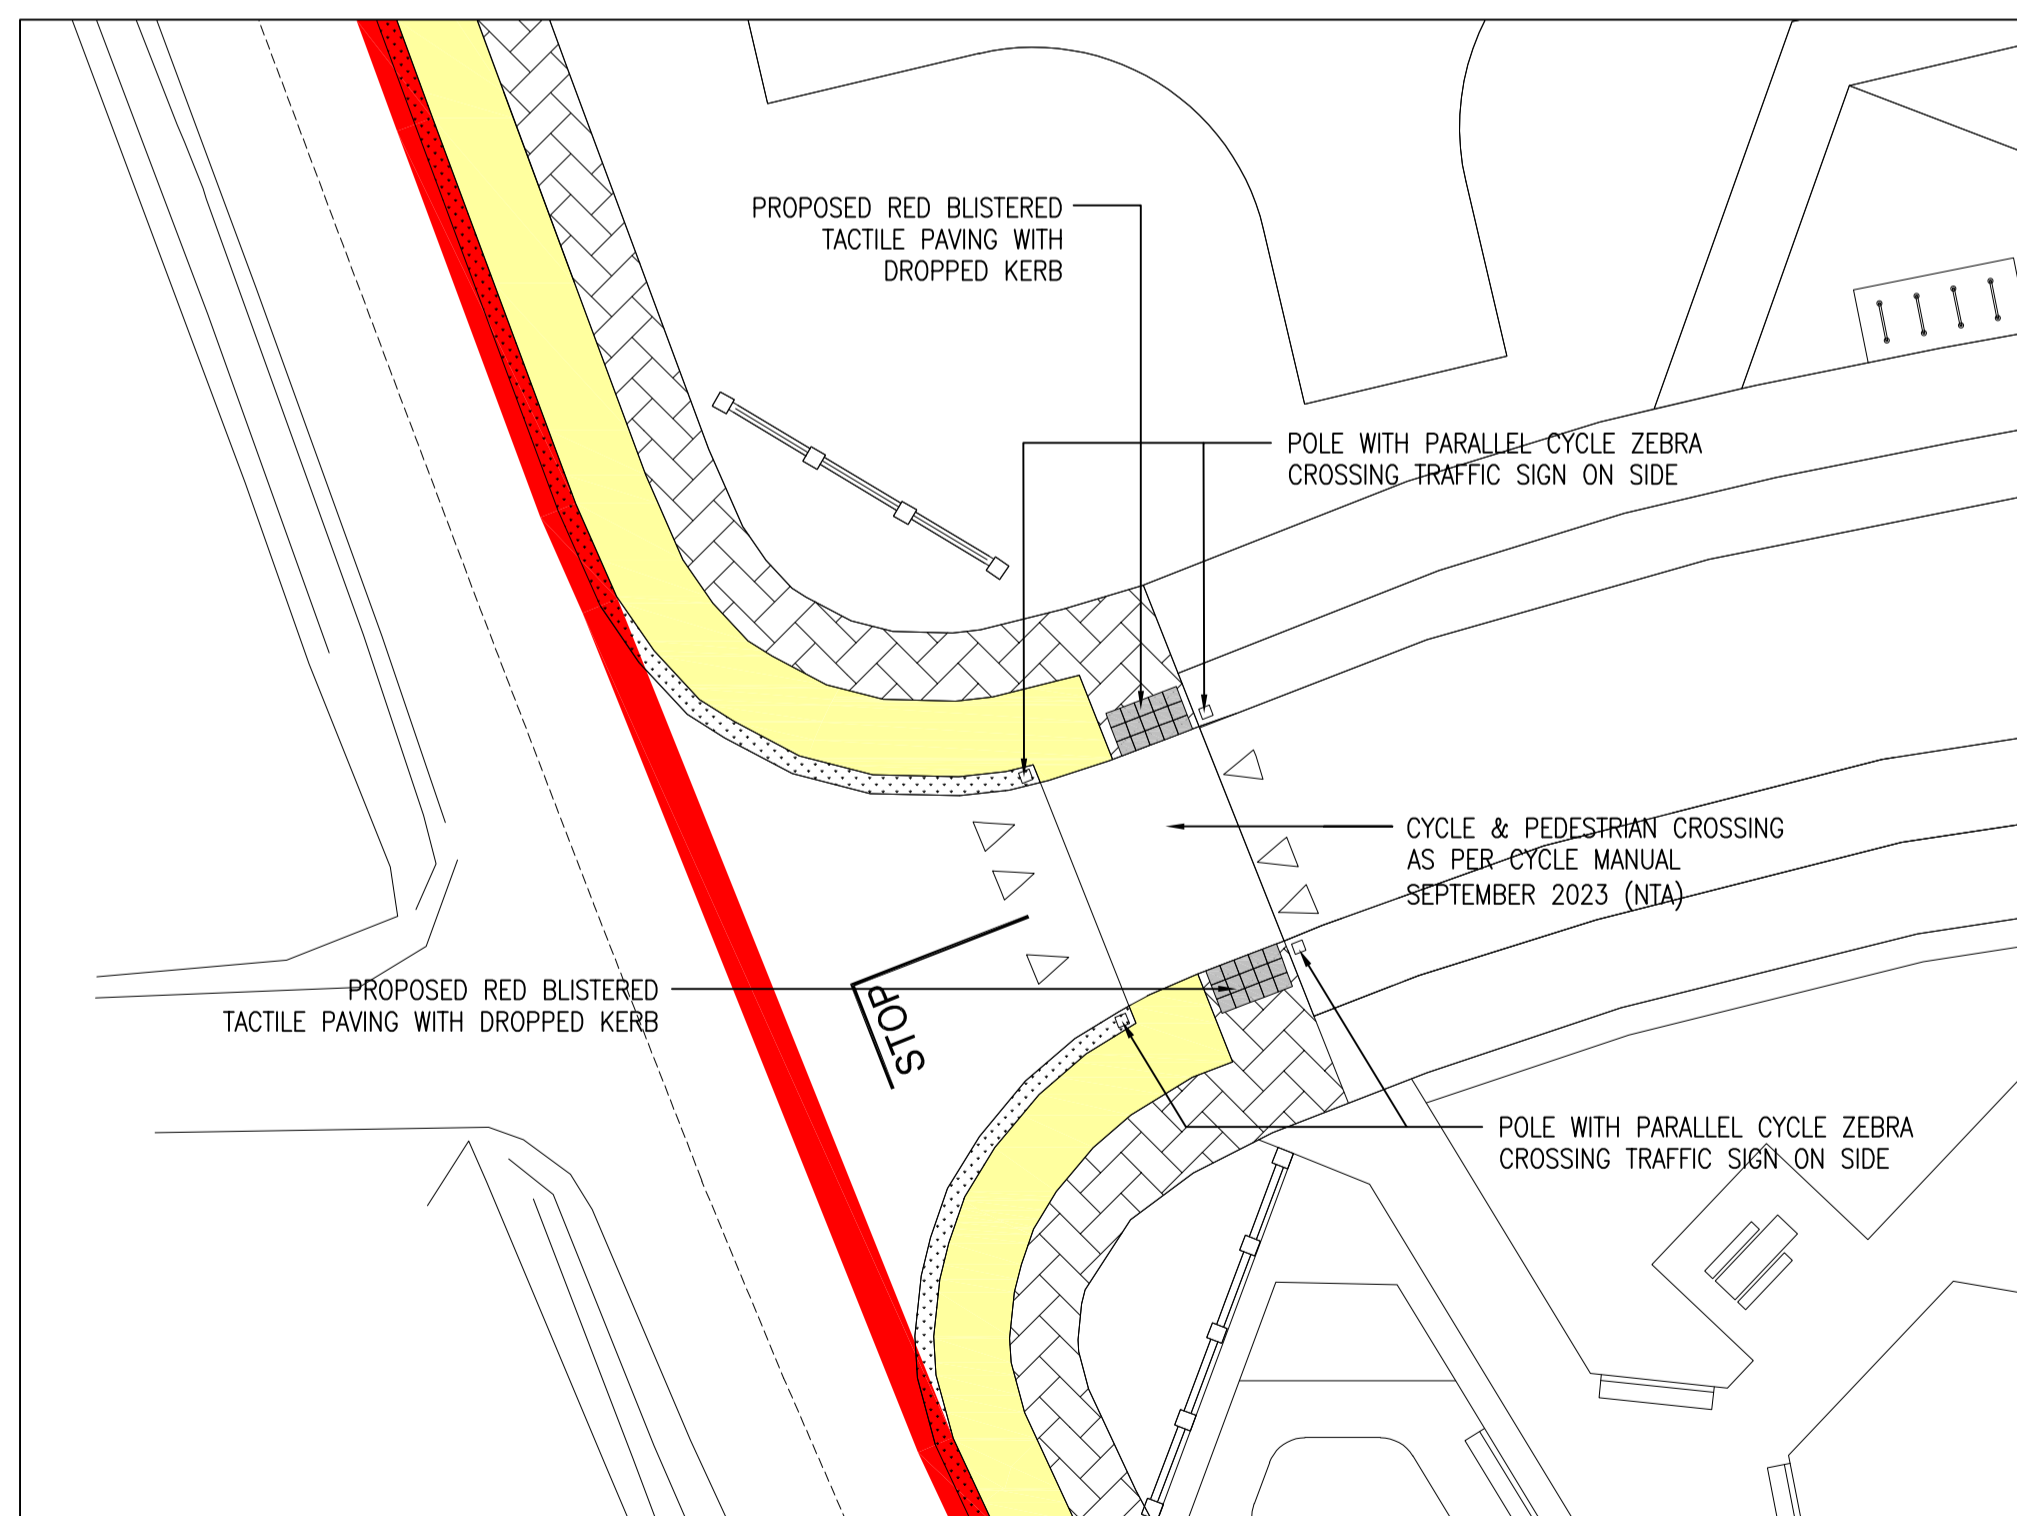 PROPOSED RED BLISTERED
TACTILE PAVING WITH
DROPPED KERB
POLE WITH PARALLEL CYCLE ZEBRA
CROSSING TRAFFIC SIGN ON SIDE
CYCLE & PEDESTRIAN CROSSING
AS PER CYCLE MANUAL
SEPTEMBER 2023 (NTA)
PROPOSED RED BLISTERED
TACTILE PAVING WITH DROPPED KERB
STOP
POLE WITH PARALLEL CYCLE ZEBRA
CROSSING TRAFFIC SIGN ON SIDE